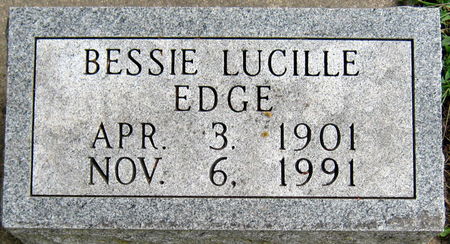 BESSIE LUCILLE
EDGE
APR. 3. 1901
NOV. 6, 1991